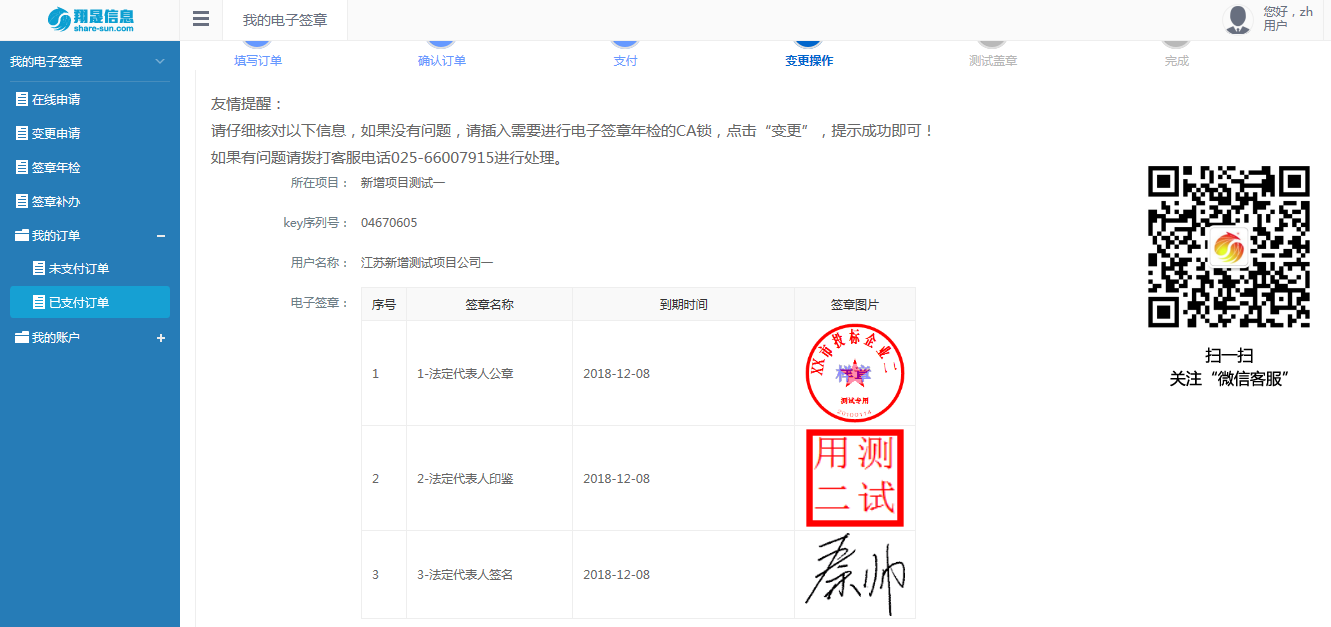 翔晟信息
share-sun.com
我的电子签章
您好，zh
用户
我的电子签章
在线申请
变更申请
签章年检
签章补办
我的订单
未支付订单
已支付订单
我的账户
填写订单
确认订单
支付
变更操作
测试盖章
完成
友情提醒：
请仔细核对以下信息，如果没有问题，请插入需要进行电子签章年检的CA锁，点击“变更”，提示成功即可！
如果有问题请拨打客服电话025-66007915进行处理。
所在项目： 新增项目测试一
key序列号： 04670605
用户名称： 江苏新增测试项目公司一
电子签章： 序号 签章名称 到期时间 签章图片
1 1-法定代表人公章 2018-12-08
XX市投标企业二
样章
测试专用
2 2-法定代表人印鉴 2018-12-08
用测
二试
3 3-法定代表人签名 2018-12-08
秦帅
扫一扫
关注“微信客服”